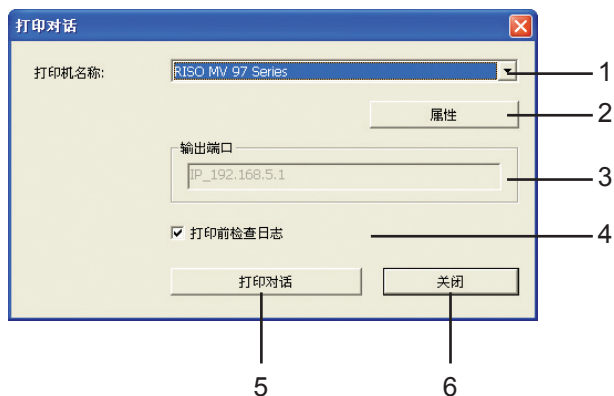 打印对话
打印机名称:
RISO MV 97 Series
1
属性
2
输出端口
IP_192.168.5.1
3
打印前检查日志
4
打印对话
关闭
5
6